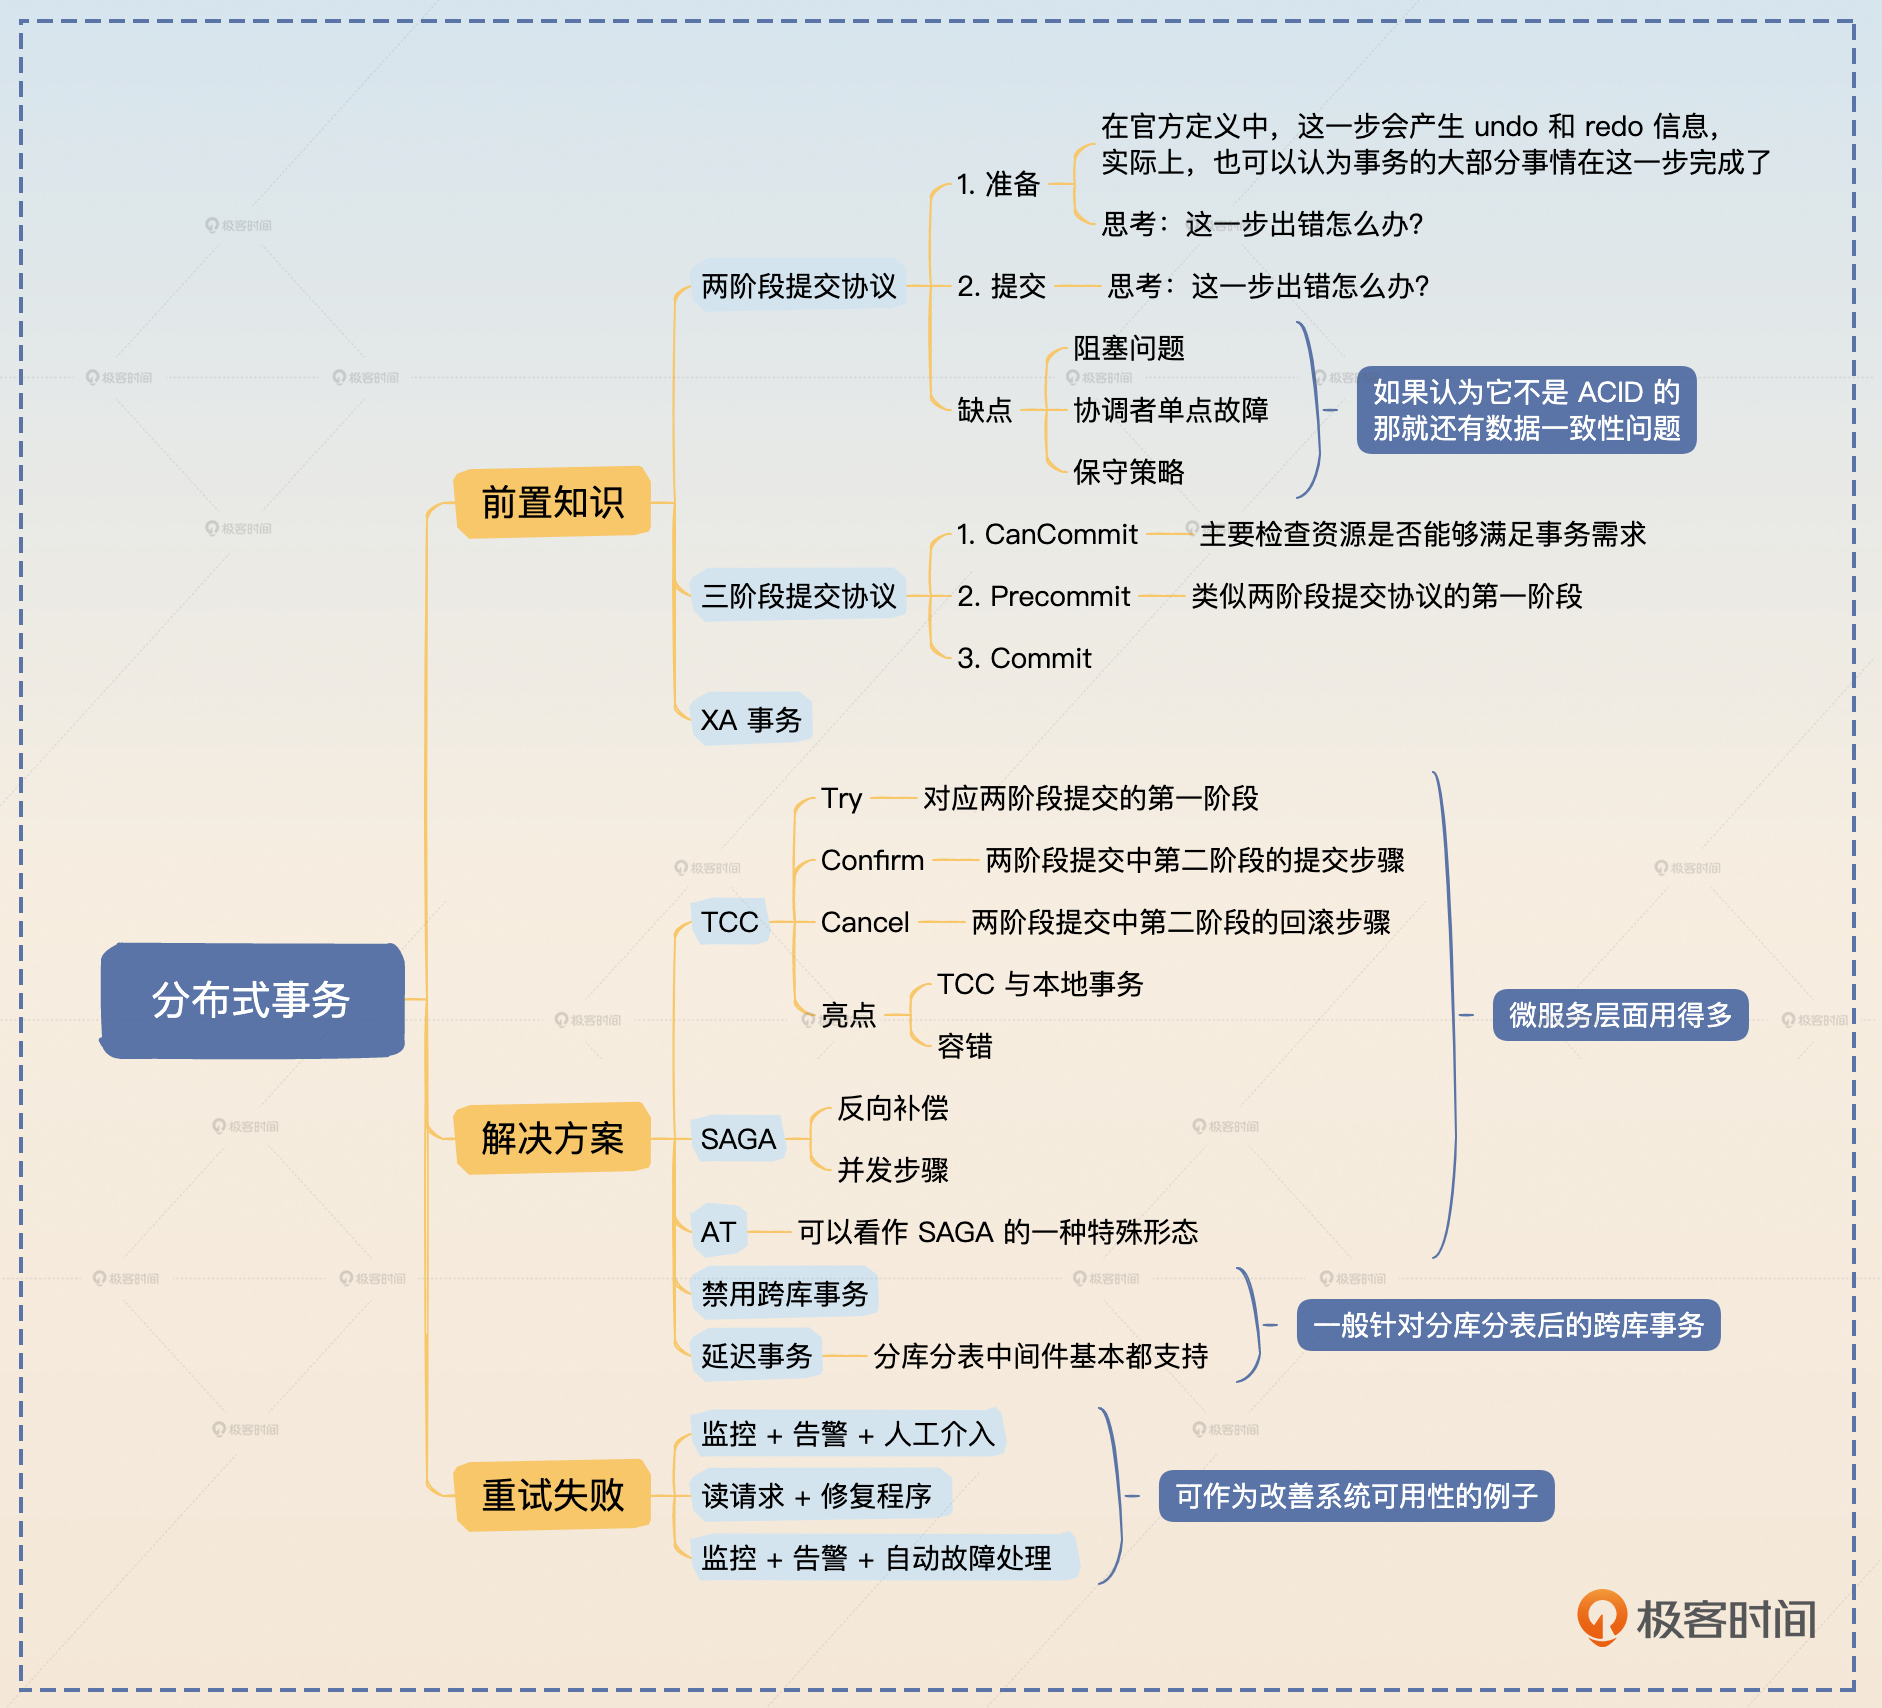 分布式事务
前置知识
两阶段提交协议
1. 准备
在官方定义中，这一步会产生 undo 和 redo 信息，
实际上，也可以认为事务的大部分事情在这一步完成了
思考：这一步出错怎么办？
2. 提交
思考：这一步出错怎么办？
缺点
阻塞问题
协调者单点故障
保守策略
如果认为它不是 ACID 的
那就还有数据一致性问题
三阶段提交协议
1. CanCommit
主要检查资源是否能够满足事务需求
2. Precommit
类似两阶段提交协议的第一阶段
3. Commit
XA 事务
解决方案
TCC
Try
对应两阶段提交的第一阶段
Confirm
两阶段提交中第二阶段的提交步骤
Cancel
两阶段提交中第二阶段的回滚步骤
亮点
TCC 与本地事务
容错
SAGA
反向补偿
并发步骤
AT
可以看作 SAGA 的一种特殊形态
微服务层面用得多
禁用跨库事务
延迟事务
分库分表中间件基本都支持
一般针对分库分表后的跨库事务
重试失败
监控 + 告警 + 人工介入
读请求 + 修复程序
监控 + 告警 + 自动故障处理
可作为改善系统可用性的例子
极客时间